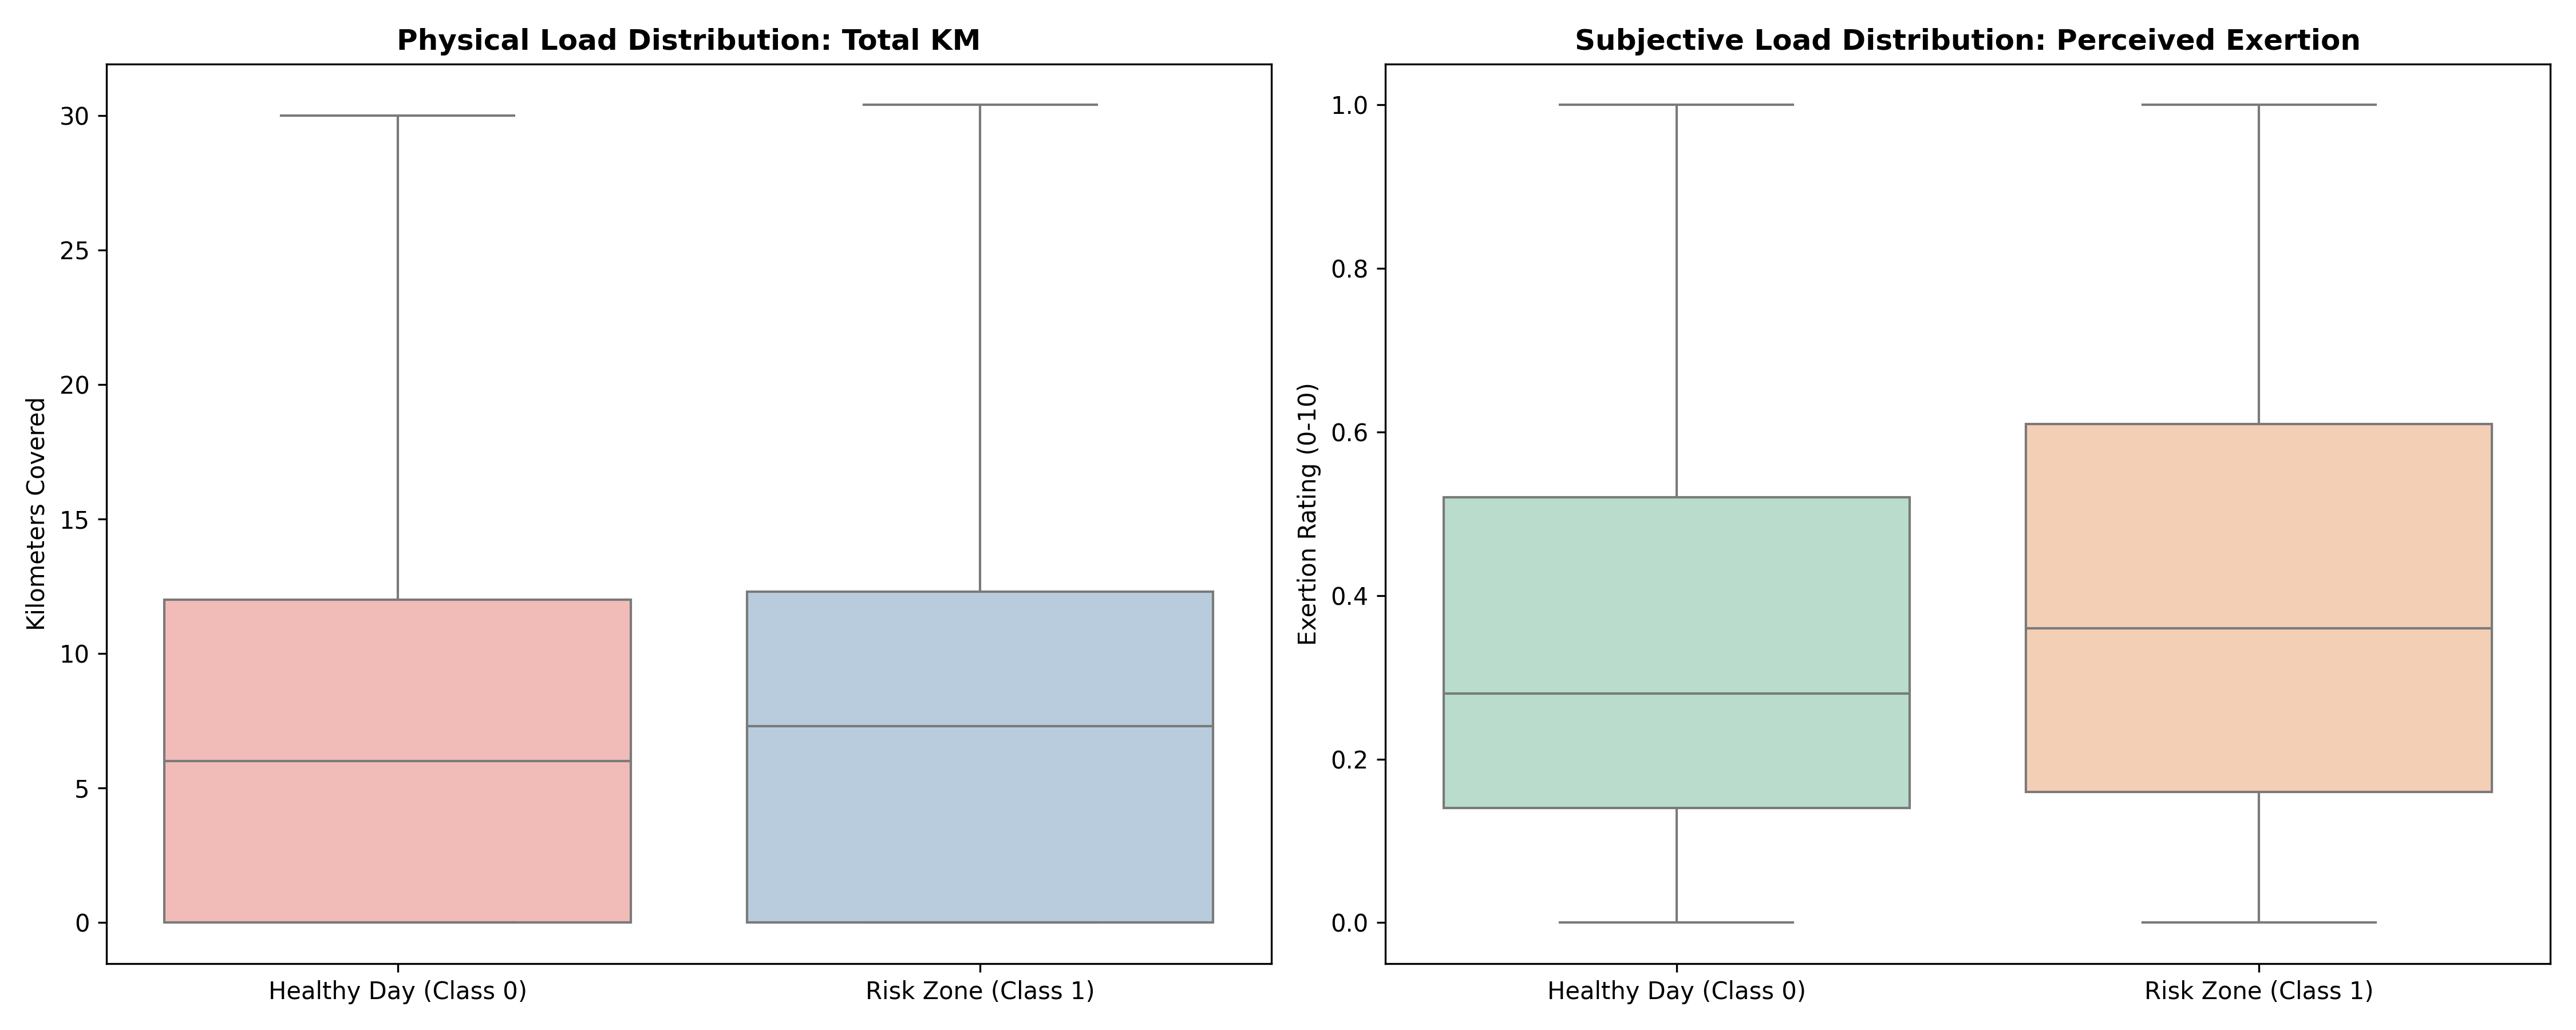 Physical Load Distribution: Total KM
Kilometers Covered
30
25
20
15
10
5
0
Healthy Day (Class 0)
Risk Zone (Class 1)
Subjective Load Distribution: Perceived Exertion
Exertion Rating (0-10)
1.0
0.8
0.6
0.4
0.2
0.0
Healthy Day (Class 0)
Risk Zone (Class 1)